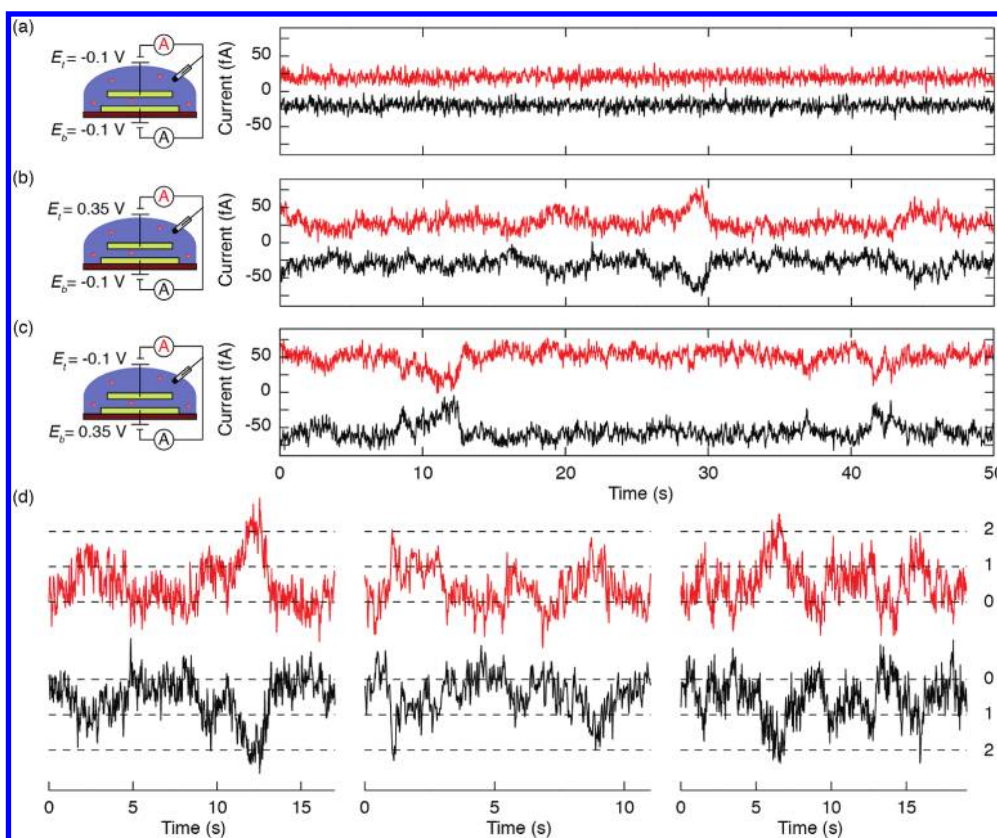 (a)
E_t = -0.1 V
A
E_b = -0.1 V
A
Current (fA)
50
0
-50
(b)
E_t = 0.35 V
A
E_b = -0.1 V
A
Current (fA)
50
0
-50
(c)
E_t = -0.1 V
A
E_b = 0.35 V
A
Current (fA)
50
0
-50
0 10 20 30 40 50
Time (s)
(d)
2
1
0
0
1
2
0 5 10 15 0 5 10 0 5 10 15
Time (s) Time (s) Time (s)